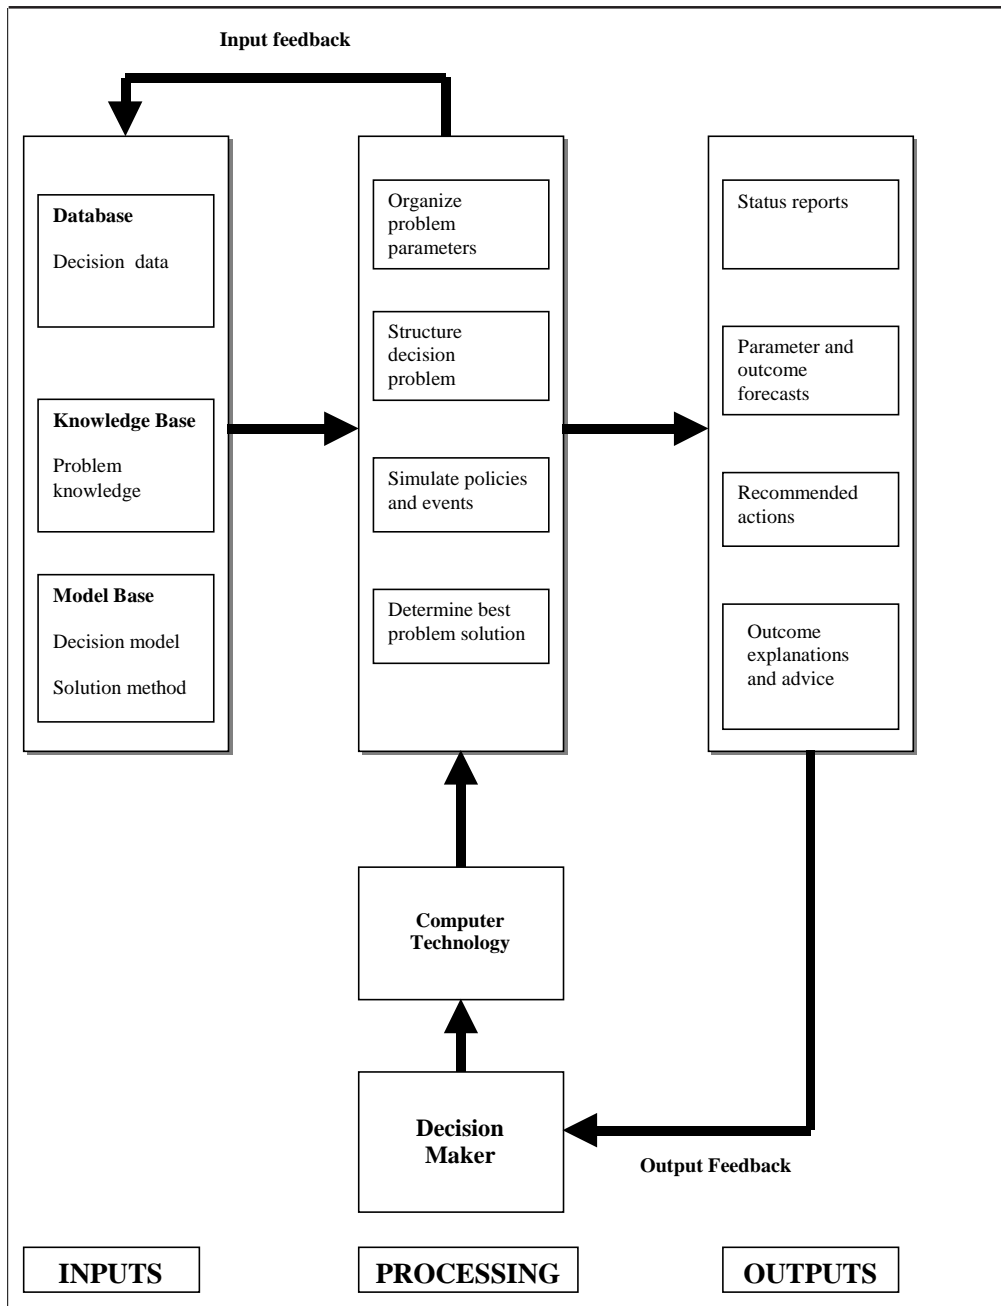 Input feedback
Database
Decision data
Knowledge Base
Problem
knowledge
Model Base
Decision model
Solution method
Organize
problem
parameters
Structure
decision
problem
Simulate policies
and events
Determine best
problem solution
Status reports
Parameter and
outcome
forecasts
Recommended
actions
Outcome
explanations
and advice
Computer
Technology
Decision
Maker
Output Feedback
INPUTS
PROCESSING
OUTPUTS